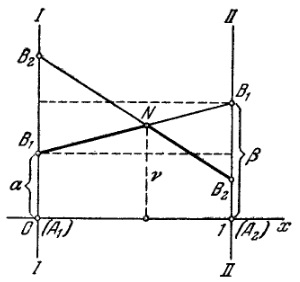 I II
B₂
N B₁
B₁
α ν β
B₂
0 (A₁) 1 (A₂) x
I II